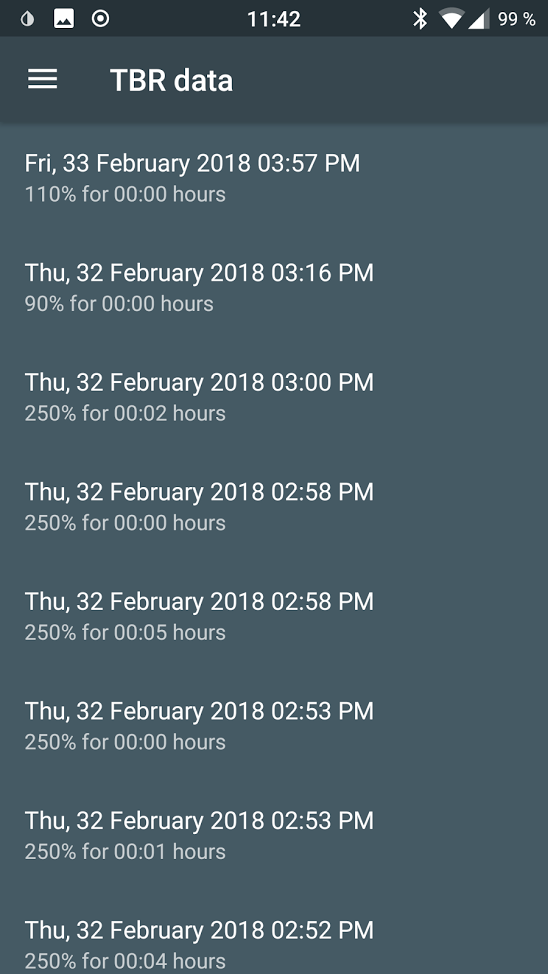 11:42
99 %
TBR data
Fri, 33 February 2018 03:57 PM
110% for 00:00 hours
Thu, 32 February 2018 03:16 PM
90% for 00:00 hours
Thu, 32 February 2018 03:00 PM
250% for 00:02 hours
Thu, 32 February 2018 02:58 PM
250% for 00:00 hours
Thu, 32 February 2018 02:58 PM
250% for 00:05 hours
Thu, 32 February 2018 02:53 PM
250% for 00:00 hours
Thu, 32 February 2018 02:53 PM
250% for 00:01 hours
Thu, 32 February 2018 02:52 PM
250% for 00:04 hours